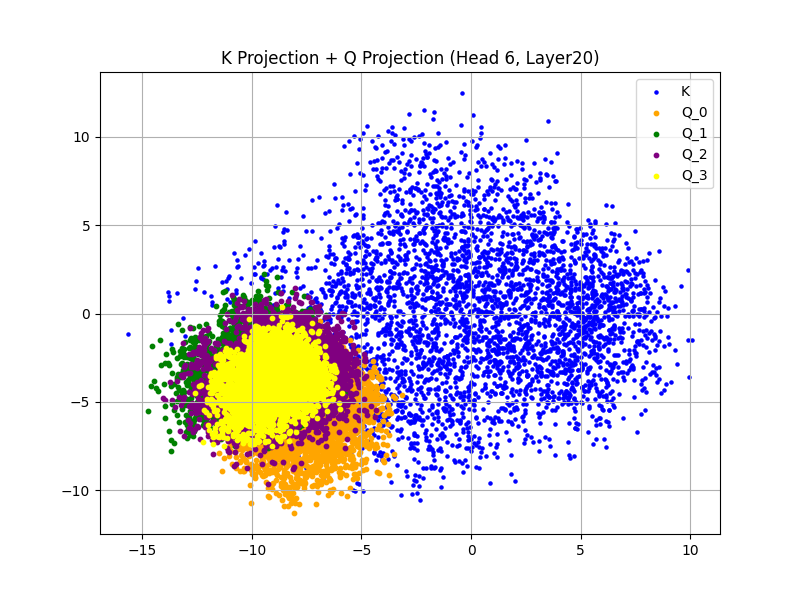 K Projection + Q Projection (Head 6, Layer20)
K
Q_0
Q_1
Q_2
Q_3
10
5
0
−5
−10
−15
−10
−5
0
5
10